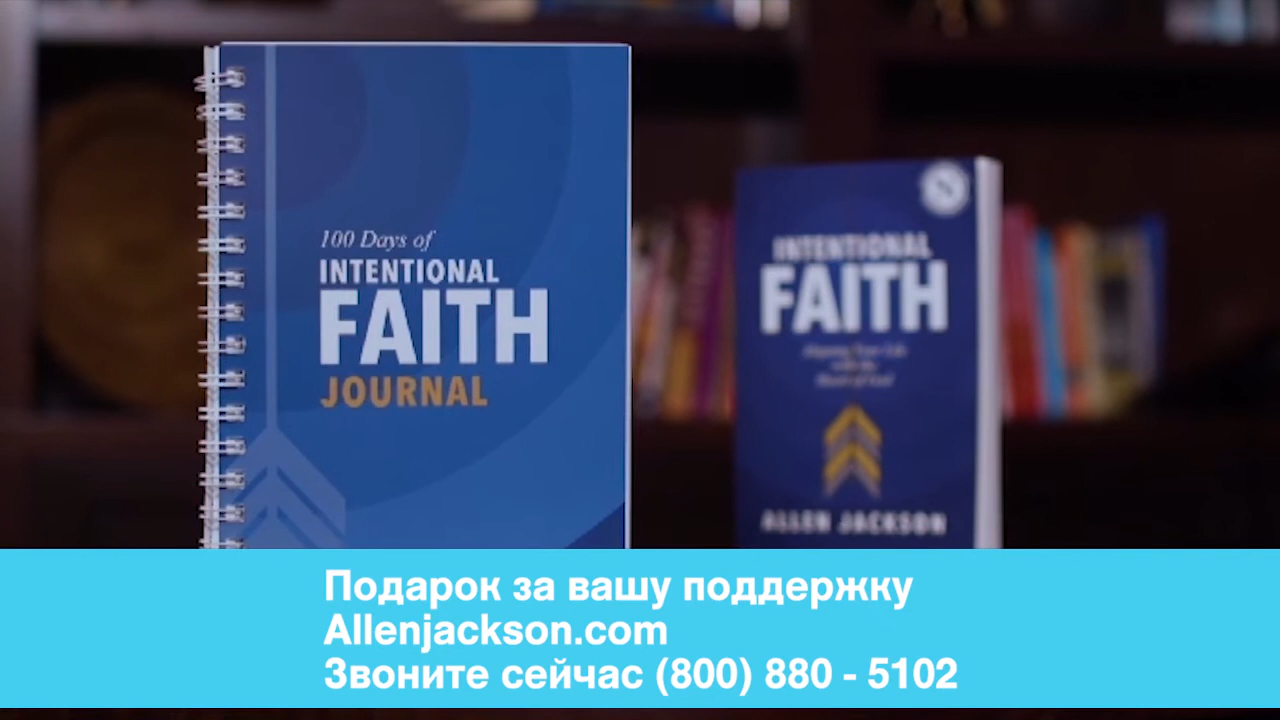 100 Days of
INTENTIONAL
FAITH
JOURNAL
INTENTIONAL
FAITH
ALLEN JACKSON
Подарок за вашу поддержку
Allenjackson.com
Звоните сейчас (800) 880 - 5102